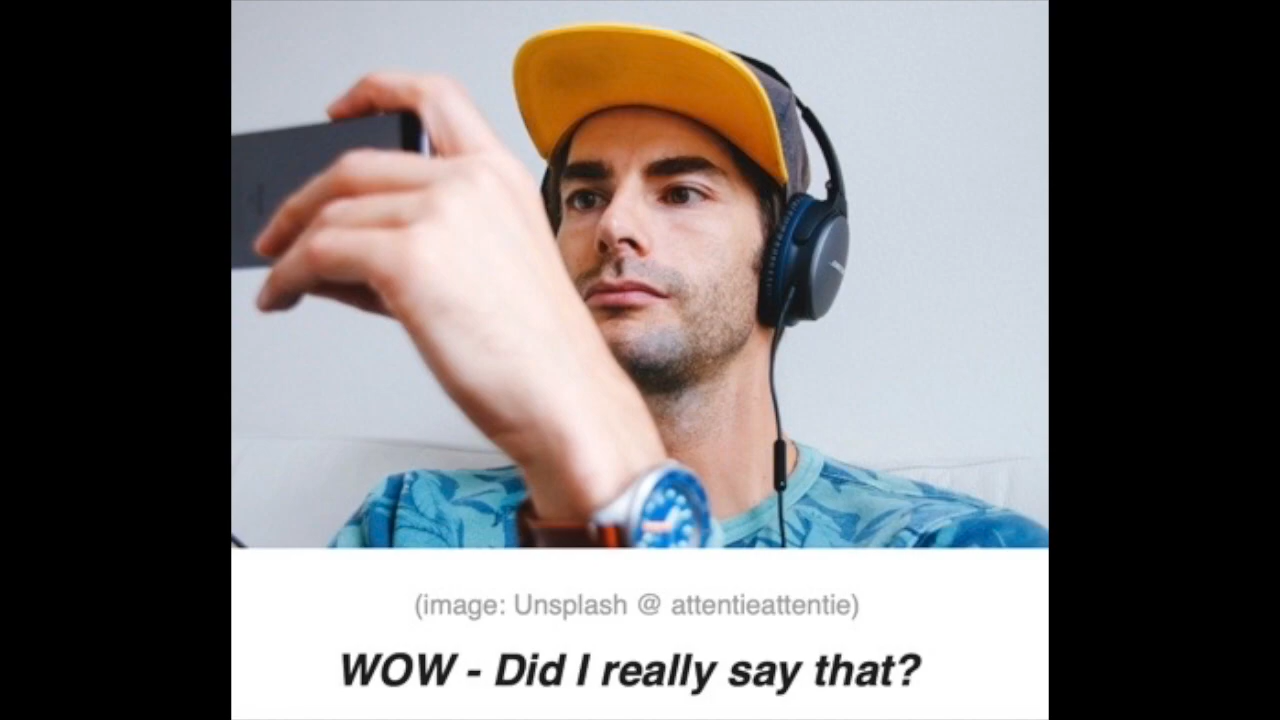 (image: Unsplash @ attentieattentie)
WOW - Did I really say that?